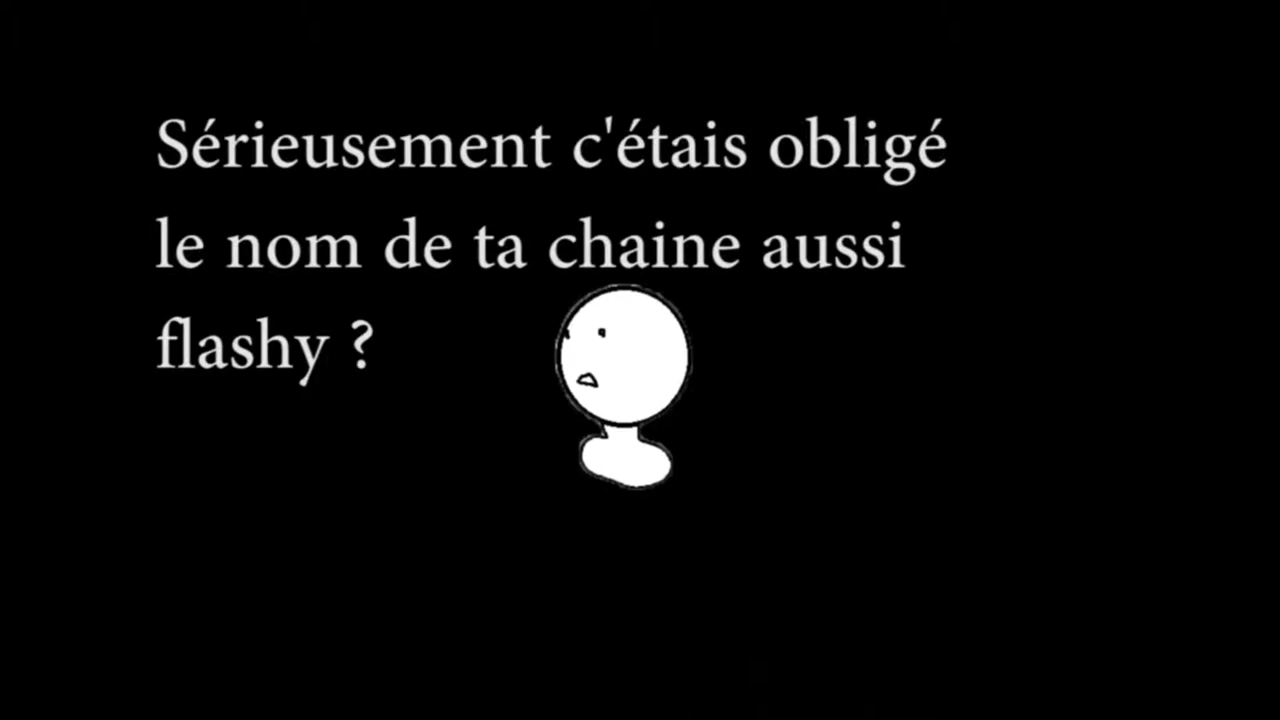 Sérieusement c'étais obligé
le nom de ta chaine aussi
flashy ?